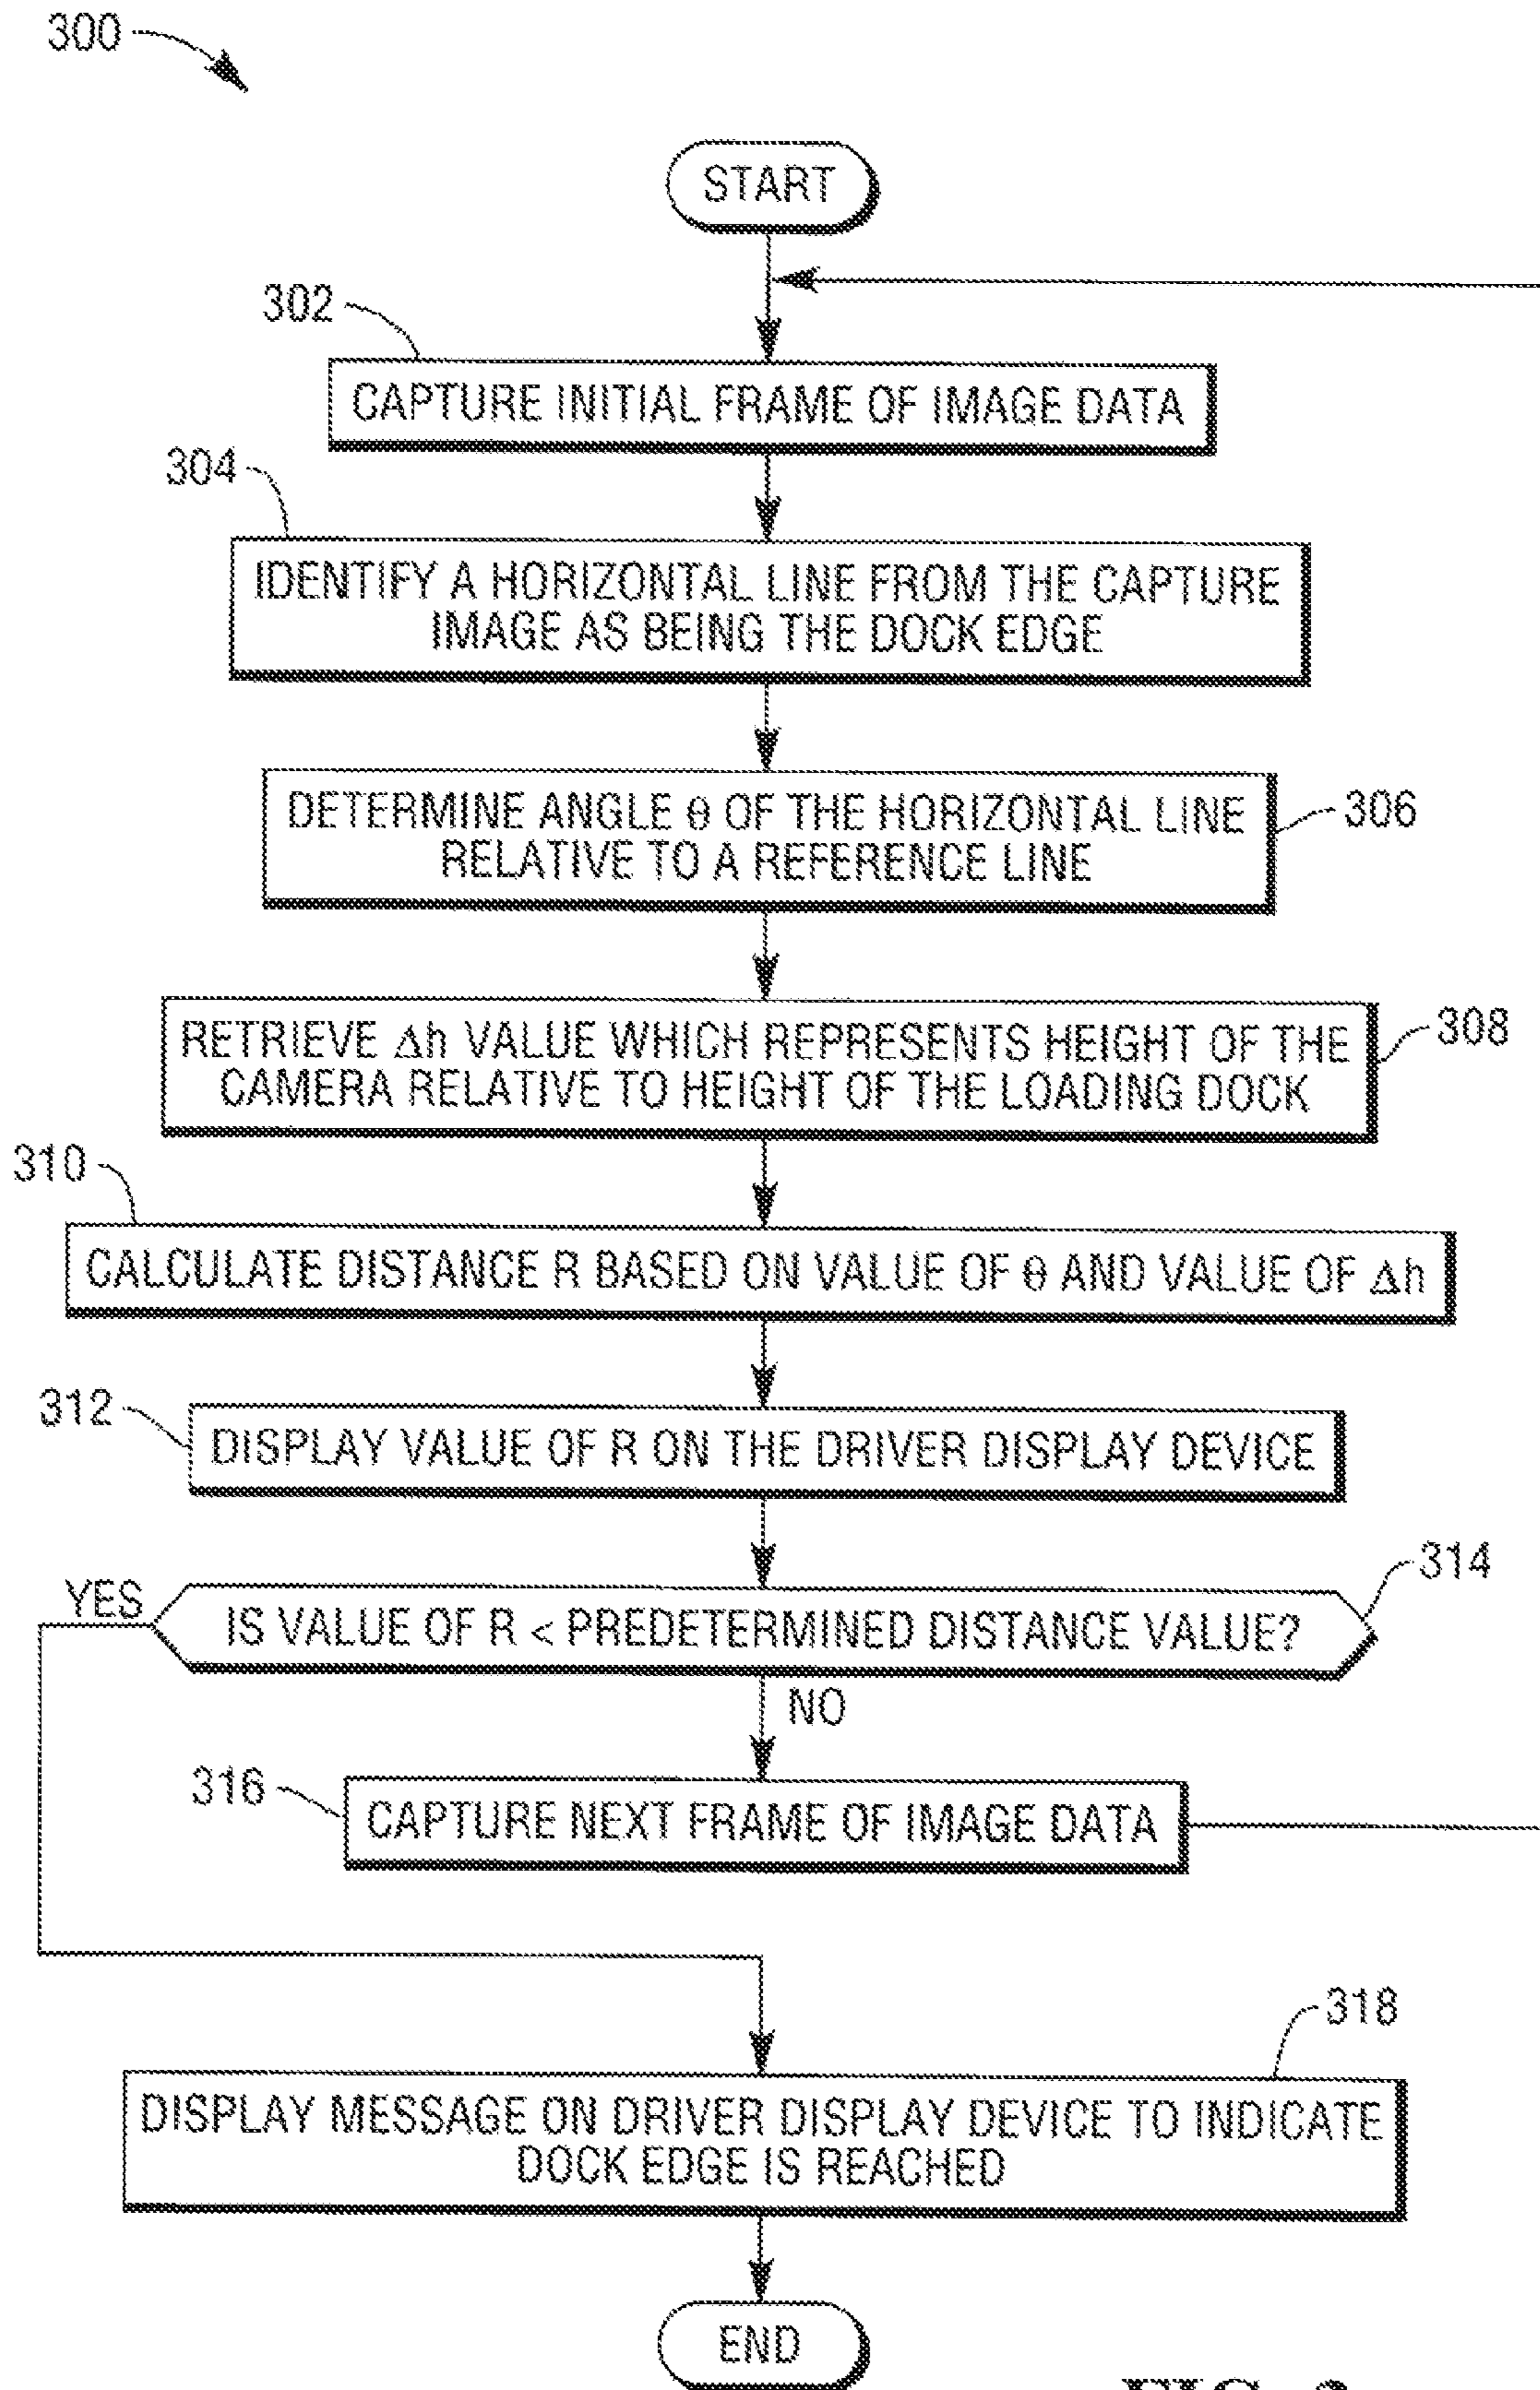 300
START
302
CAPTURE INITIAL FRAME OF IMAGE DATA
304
IDENTIFY A HORIZONTAL LINE FROM THE CAPTURE
IMAGE AS BEING THE DOCK EDGE
DETERMINE ANGLE θ OF THE HORIZONTAL LINE
RELATIVE TO A REFERENCE LINE
306
RETRIEVE Δh VALUE WHICH REPRESENTS HEIGHT OF THE
CAMERA RELATIVE TO HEIGHT OF THE LOADING DOCK
308
310
CALCULATE DISTANCE R BASED ON VALUE OF θ AND VALUE OF Δh
312
DISPLAY VALUE OF R ON THE DRIVER DISPLAY DEVICE
314
YES
IS VALUE OF R < PREDETERMINED DISTANCE VALUE?
NO
316
CAPTURE NEXT FRAME OF IMAGE DATA
318
DISPLAY MESSAGE ON DRIVER DISPLAY DEVICE TO INDICATE
DOCK EDGE IS REACHED
END